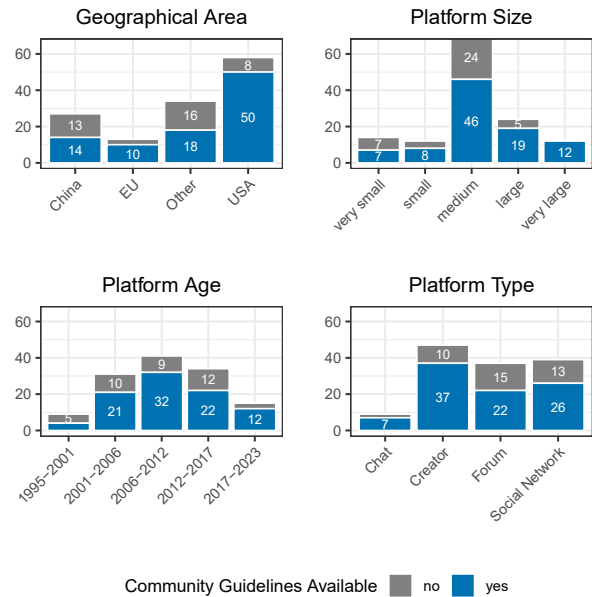 Geographical Area
60
40
20
0
8
13
16
50
14
10
18
China
EU
Other
USA
Platform Size
60
40
20
0
24
46
7
5
7
8
19
12
very small
small
medium
large
very large
Platform Age
60
40
20
0
9
10
12
5
21
32
22
12
1995−2001
2001−2006
2006−2012
2012−2017
2017−2023
Platform Type
60
40
20
0
10
15
13
37
7
22
26
Chat
Creator
Forum
Social Network
Community Guidelines Available no yes